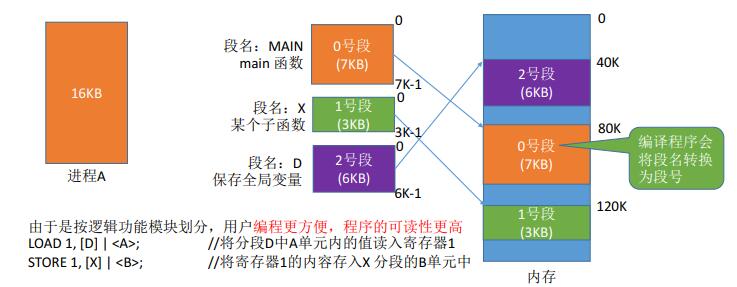 16KB
进程A
段名：MAIN
main 函数
0号段
(7KB)
0
7K-1
段名：X
某个子函数
1号段
(3KB)
0
3K-1
段名：D
保存全局变量
2号段
(6KB)
0
6K-1
0
40K
80K
120K
2号段
(6KB)
0号段
(7KB)
1号段
(3KB)
内存
编译程序会
将段名转换
为段号
由于是按逻辑功能模块划分，用户编程更方便，程序的可读性更高
LOAD 1, [D] | <A>; //将分段D中A单元内的值读入寄存器1
STORE 1, [X] | <B>; //将寄存器1的内容存入X 分段的B单元中